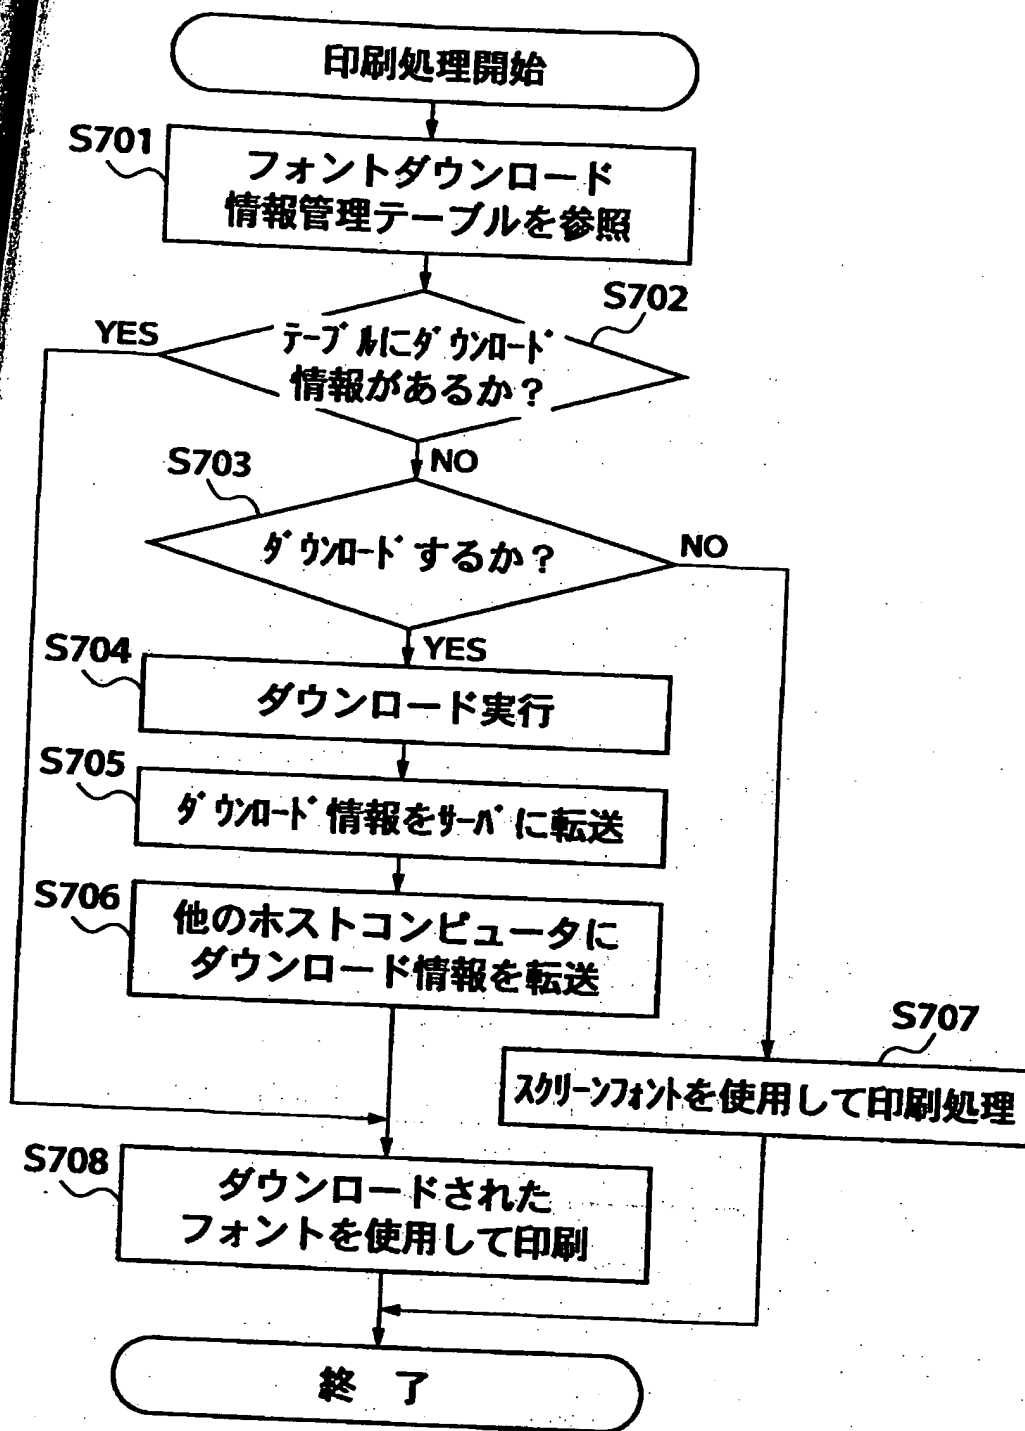 印刷処理開始
S701
フォントダウンロード
情報管理テーブルを参照
S702
YES
テーブルにダウンロード
情報があるか？
NO
S703
ダウンロードするか？
NO
YES
S704
ダウンロード実行
S705
ダウンロード情報をサーバに転送
S706
他のホストコンピュータに
ダウンロード情報を転送
S707
スクリーンフォントを使用して印刷処理
S708
ダウンロードされた
フォントを使用して印刷
終 了